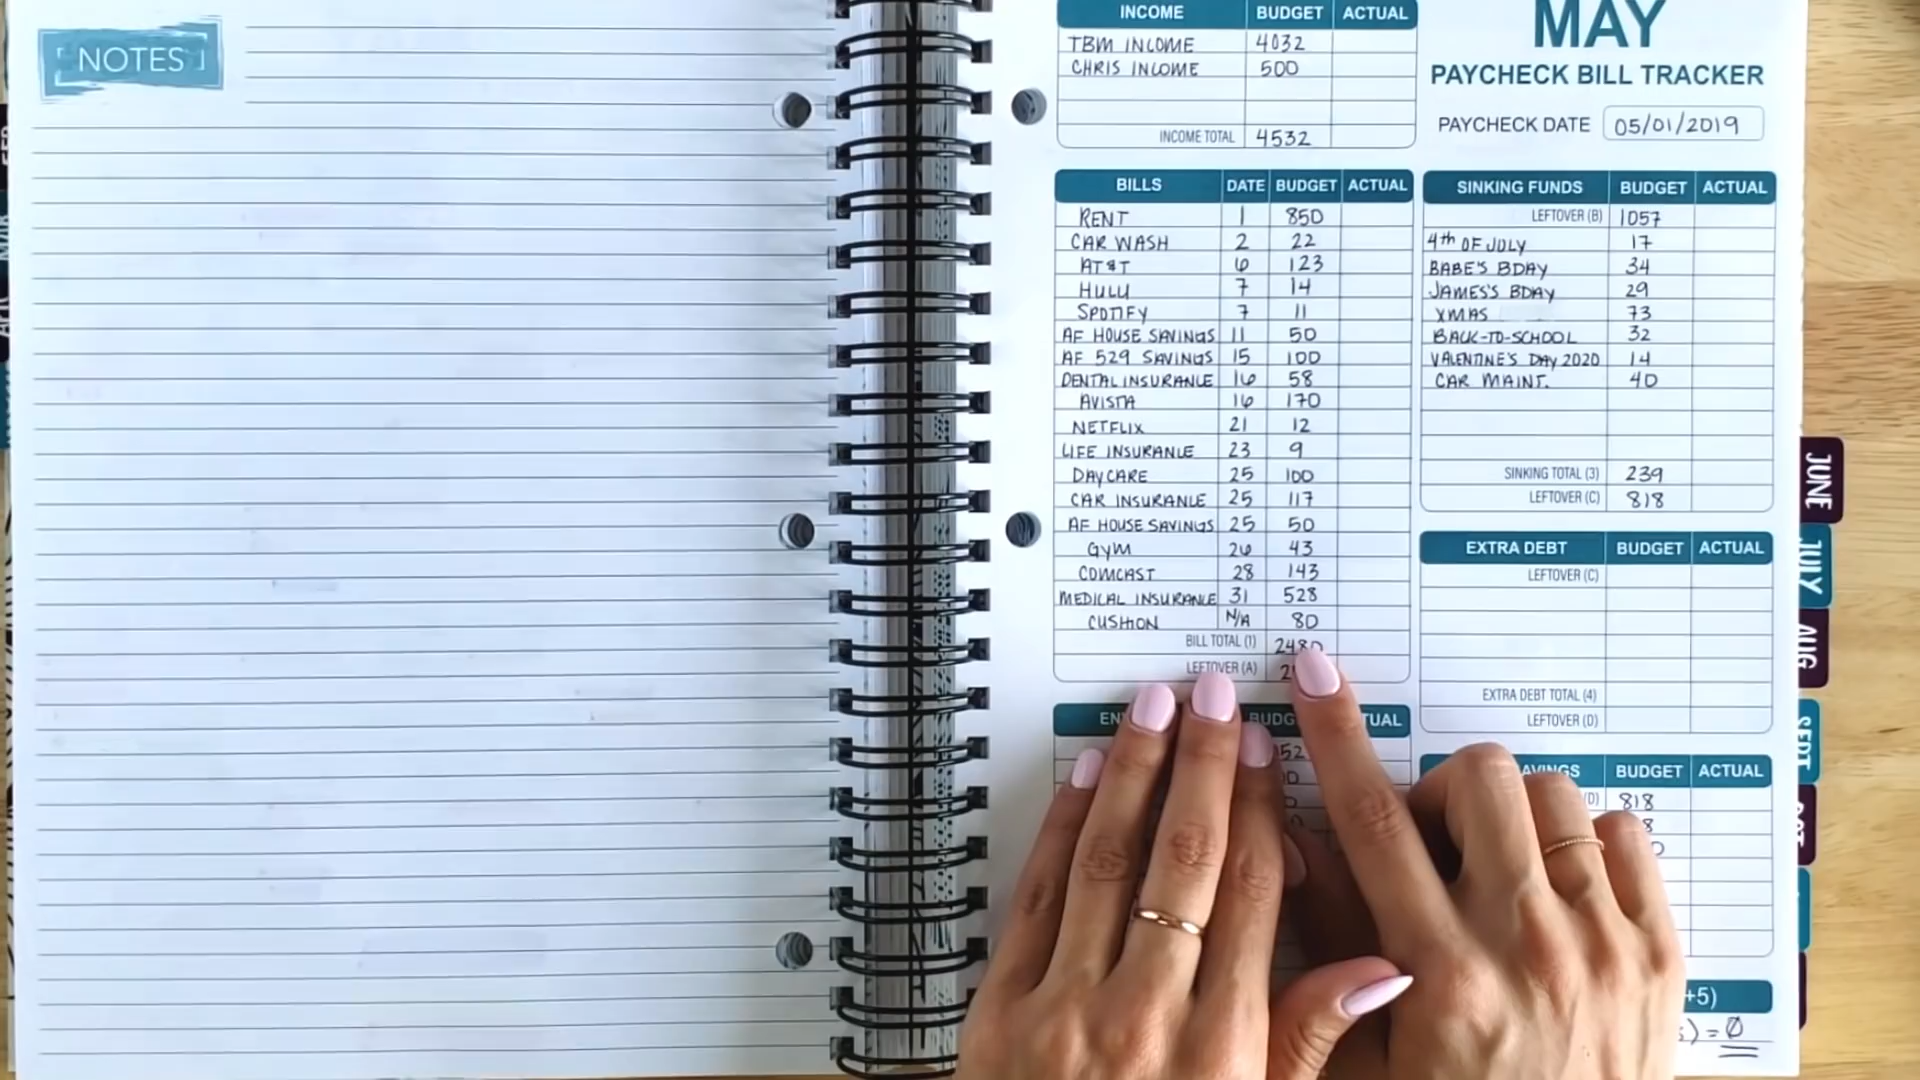 NOTES
INCOME BUDGET ACTUAL
TBM INCOME 4032
CHRIS INCOME 500
INCOME TOTAL 4532
MAY
PAYCHECK BILL TRACKER
PAYCHECK DATE 05/01/2019
BILLS DATE BUDGET ACTUAL
RENT 1 850
CAR WASH 2 22
AT&T 6 123
HULU 7 14
SPOTIFY 7 11
AF HOUSE SAVINGS 11 50
AF 529 SAVINGS 15 100
DENTAL INSURANCE 16 58
AVISTA 16 170
NETFLIX 21 12
LIFE INSURANCE 23 9
DAYCARE 25 100
CAR INSURANCE 25 117
AF HOUSE SAVINGS 25 50
GYM 26 43
COMCAST 28 143
MEDICAL INSURANCE 31 528
CUSHION N/A 80
BILL TOTAL (1) 2480
LEFTOVER (A)
BUDG
TUAL
SINKING FUNDS BUDGET ACTUAL
LEFTOVER (B) 1057
4th OF JULY 17
BABE'S BDAY 34
JAMES'S BDAY 29
XMAS 73
BACK-TO-SCHOOL 32
VALENTINE'S DAY 2020 14
CAR MAINT. 40
SINKING TOTAL (3) 239
LEFTOVER (C) 818
EXTRA DEBT BUDGET ACTUAL
LEFTOVER (C)
EXTRA DEBT TOTAL (4)
LEFTOVER (D)
AVINGS BUDGET ACTUAL
(D) 818
+5)
) = 0
JUNE
JULY
AUG
SEPT